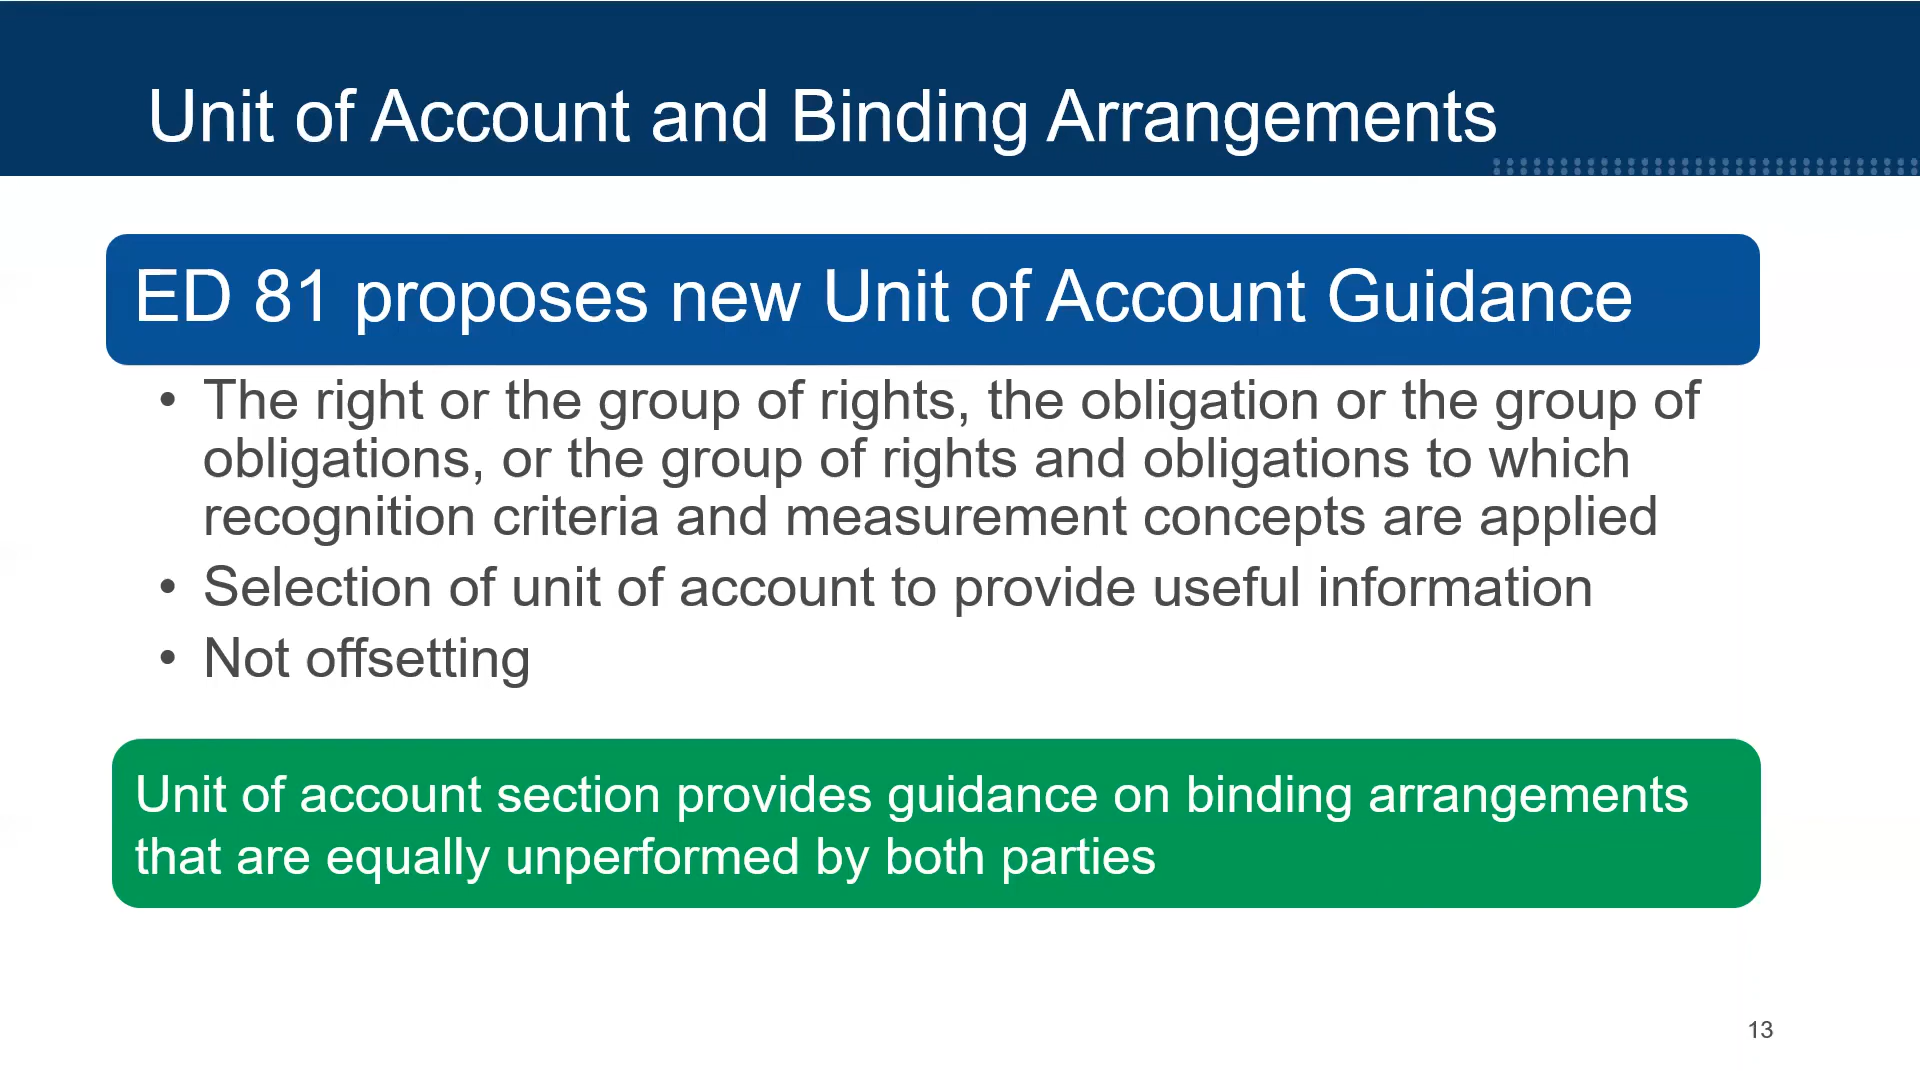 Unit of Account and Binding Arrangements
ED 81 proposes new Unit of Account Guidance
• The right or the group of rights, the obligation or the group of
obligations, or the group of rights and obligations to which
recognition criteria and measurement concepts are applied
• Selection of unit of account to provide useful information
• Not offsetting
Unit of account section provides guidance on binding arrangements
that are equally unperformed by both parties
13